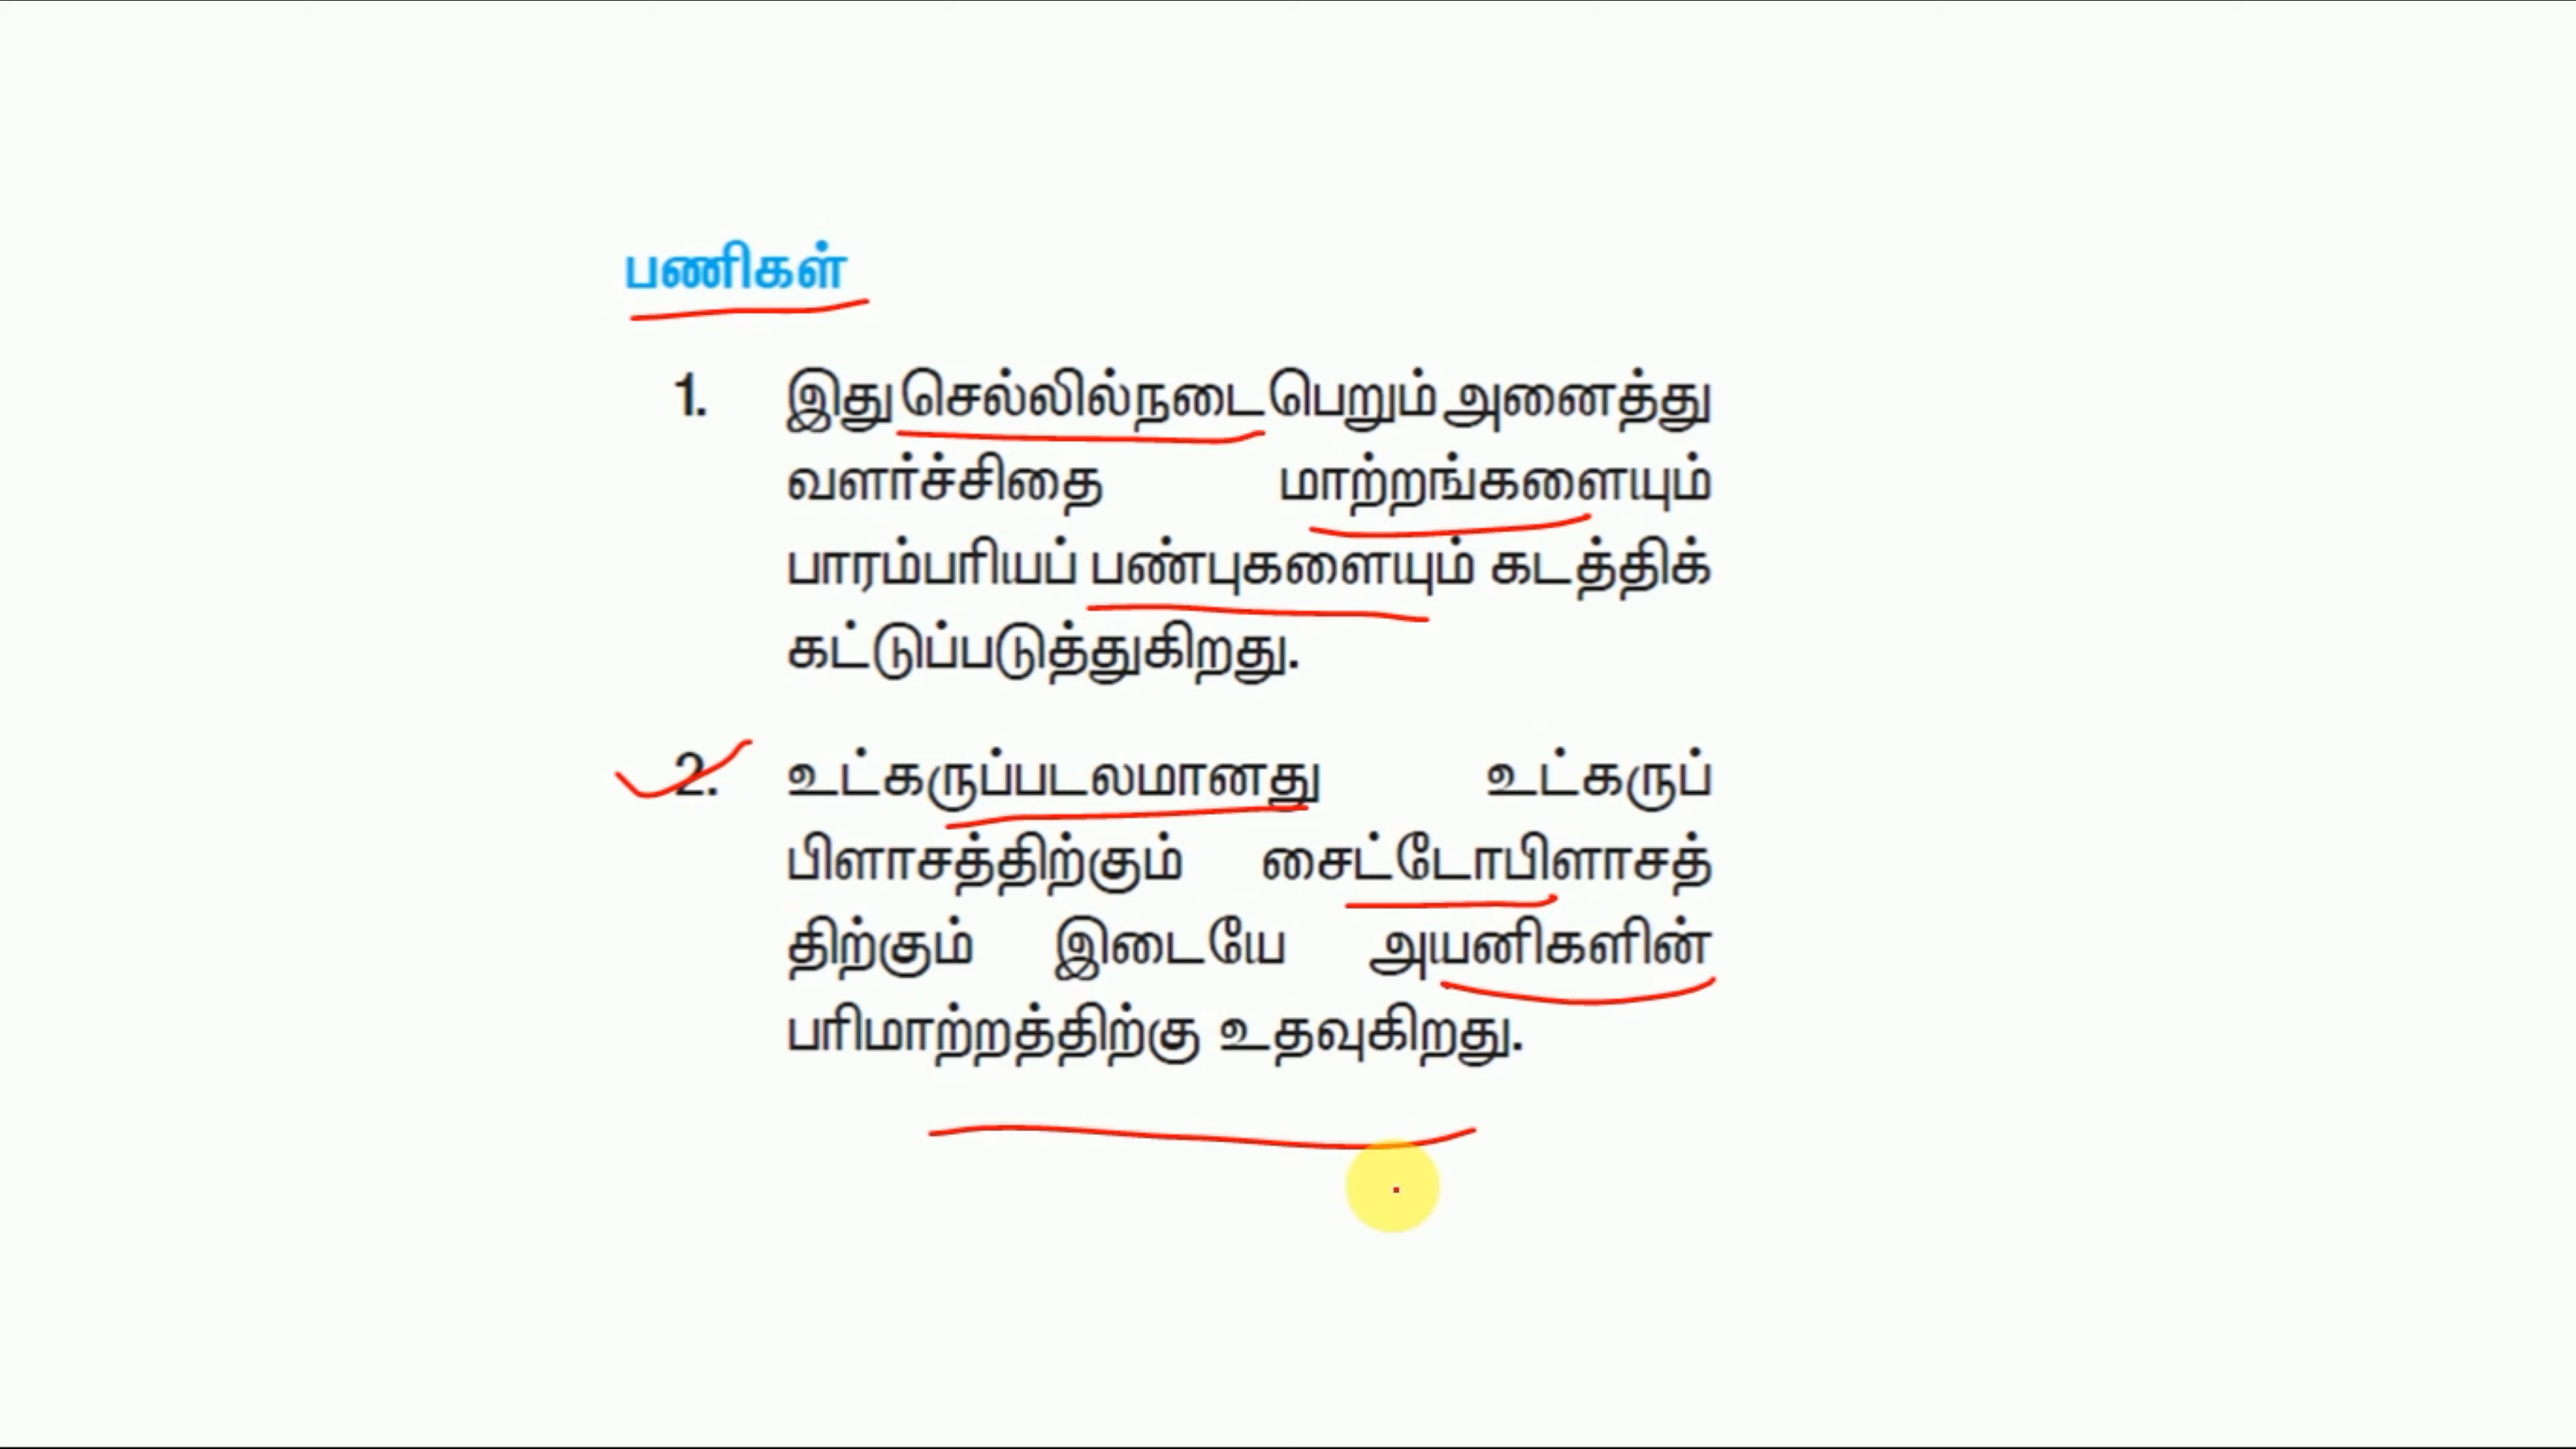 பணிகள்
1. இது செல்லில் நடைபெறும் அனைத்து
வளர்ச்சிதை மாற்றங்களையும்
பாரம்பரியப் பண்புகளையும் கடத்திக்
கட்டுப்படுத்துகிறது.
2. உட்கருப்படலமானது உட்கருப்
பிளாசத்திற்கும் சைட்டோபிளாசத்
திற்கும் இடையே அயனிகளின்
பரிமாற்றத்திற்கு உதவுகிறது.